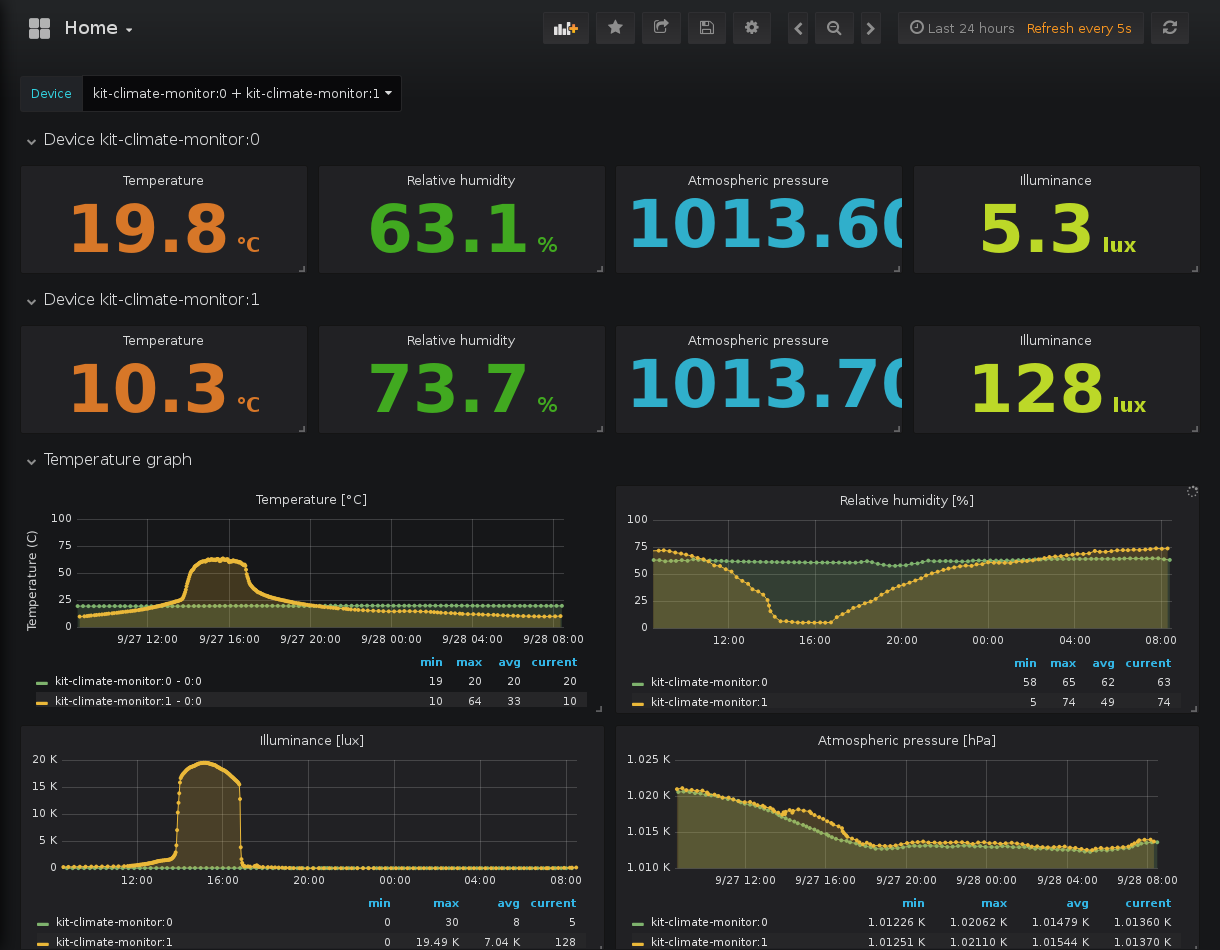 Home
Last 24 hours Refresh every 5s
Device kit-climate-monitor:0 + kit-climate-monitor:1
Device kit-climate-monitor:0
Temperature Relative humidity Atmospheric pressure Illuminance
19.8 °C 63.1 % 1013.60 5.3 lux
Device kit-climate-monitor:1
Temperature Relative humidity Atmospheric pressure Illuminance
10.3 °C 73.7 % 1013.70 128 lux
Temperature graph
Temperature [°C]
Temperature (C)
100
75
50
25
0
9/27 12:00 9/27 16:00 9/27 20:00 9/28 00:00 9/28 04:00 9/28 08:00
min max avg current
kit-climate-monitor:0 - 0:0 19 20 20 20
kit-climate-monitor:1 - 0:0 10 64 33 10
Relative humidity [%]
100
75
50
25
0
12:00 16:00 20:00 00:00 04:00 08:00
min max avg current
kit-climate-monitor:0 58 65 62 63
kit-climate-monitor:1 5 74 49 74
Illuminance [lux]
20 K
15 K
10 K
5 K
0
12:00 16:00 20:00 00:00 04:00 08:00
min max avg current
kit-climate-monitor:0 0 30 8 5
kit-climate-monitor:1 0 19.49 K 7.04 K 128
Atmospheric pressure [hPa]
1.025 K
1.020 K
1.015 K
1.010 K
9/27 12:00 9/27 16:00 9/27 20:00 9/28 00:00 9/28 04:00 9/28 08:00
min max avg current
kit-climate-monitor:0 1.01226 K 1.02062 K 1.01479 K 1.01360 K
kit-climate-monitor:1 1.01251 K 1.02110 K 1.01544 K 1.01370 K